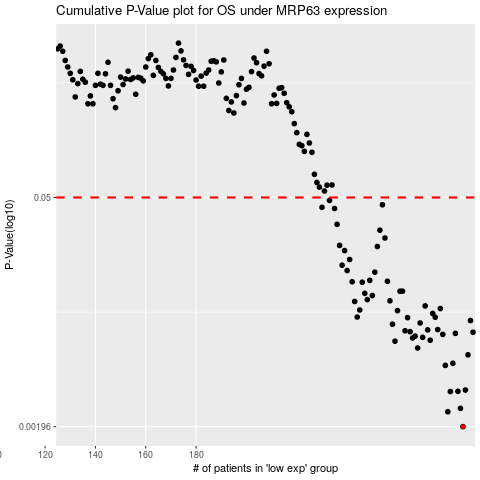 Cumulative P-Value plot for OS under MRP63 expression
P-Value(log10)
0.05
0.00196
0
120
140
160
180
# of patients in 'low exp' group